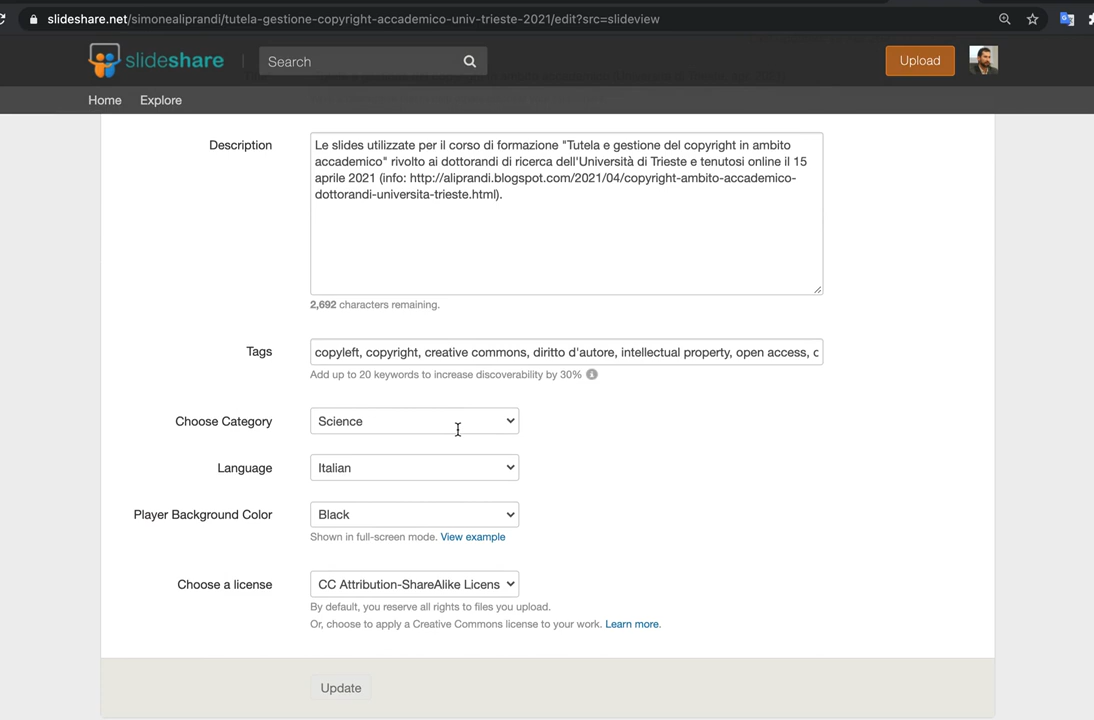 slideshare.net/simonealiprandi/tutela-gestione-copyright-accademico-univ-trieste-2021/edit?src=slideview
slideshare
Search
Upload
Home
Explore
Description
Le slides utilizzate per il corso di formazione "Tutela e gestione del copyright in ambito
accademico" rivolto ai dottorandi di ricerca dell'Università di Trieste e tenutosi online il 15
aprile 2021 (info: http://aliprandi.blogspot.com/2021/04/copyright-ambito-accademico-
dottorandi-universita-trieste.html).
2,692 characters remaining.
Tags
copyleft, copyright, creative commons, diritto d'autore, intellectual property, open access, c
Add up to 20 keywords to increase discoverability by 30%
Choose Category
Science
Language
Italian
Player Background Color
Black
Shown in full-screen mode. View example
Choose a license
CC Attribution-ShareAlike Licens
By default, you reserve all rights to files you upload.
Or, choose to apply a Creative Commons license to your work. Learn more.
Update